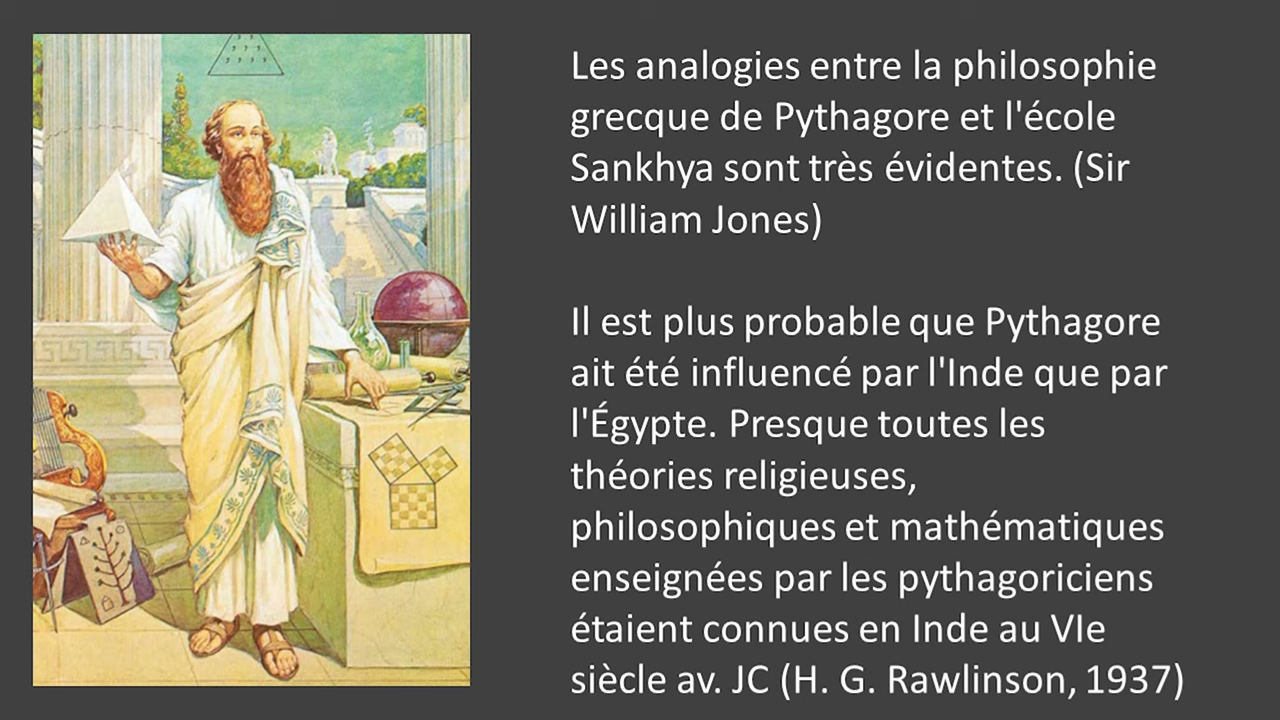 Les analogies entre la philosophie
grecque de Pythagore et l'école
Sankhya sont très évidentes. (Sir
William Jones)
Il est plus probable que Pythagore
ait été influencé par l'Inde que par
l'Égypte. Presque toutes les
théories religieuses,
philosophiques et mathématiques
enseignées par les pythagoriciens
étaient connues en Inde au VIe
siècle av. JC (H. G. Rawlinson, 1937)